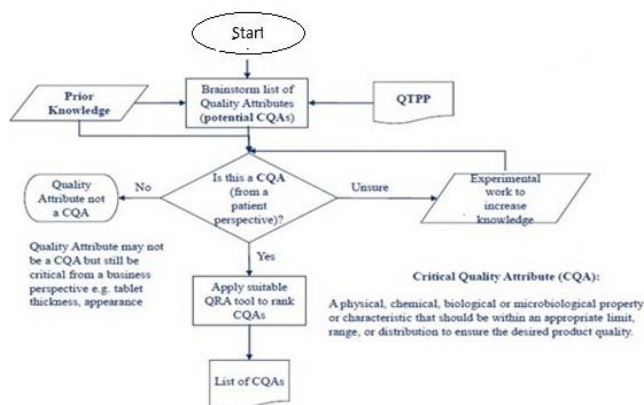 Start
Prior
Knowledge
Brainstorm list of
Quality Attributes
(potential CQAs)
QTPP
Quality
Attribute not
a CQA
No
Is this a CQA
(from a
patient
perspective)?
Unsure
Experimental
work to
increase
knowledge
Quality Attribute may not
be a CQA but still be
critical from a business
perspective e.g. tablet
thickness, appearance
Yes
Apply suitable
QRA tool to rank
CQAs
List of CQAs
Critical Quality Attribute (CQA):
A physical, chemical, biological or microbiological property
or characteristic that should be within an appropriate limit,
range, or distribution to ensure the desired product quality.